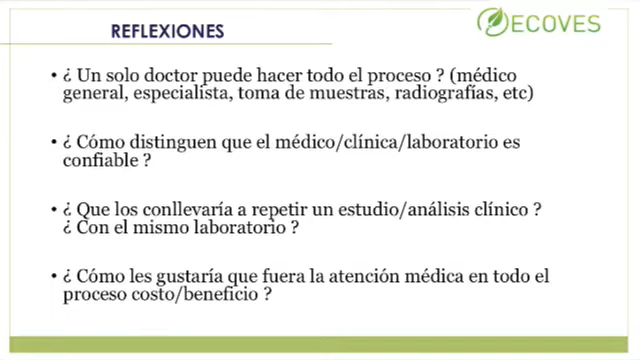 REFLEXIONES
ECOVES
• ¿ Un solo doctor puede hacer todo el proceso ? (médico
general, especialista, toma de muestras, radiografías, etc)
• ¿ Cómo distinguen que el médico/clínica/laboratorio es
confiable ?
• ¿ Que los conllevaría a repetir un estudio/análisis clínico ?
¿ Con el mismo laboratorio ?
• ¿ Cómo les gustaría que fuera la atención médica en todo el
proceso costo/beneficio ?